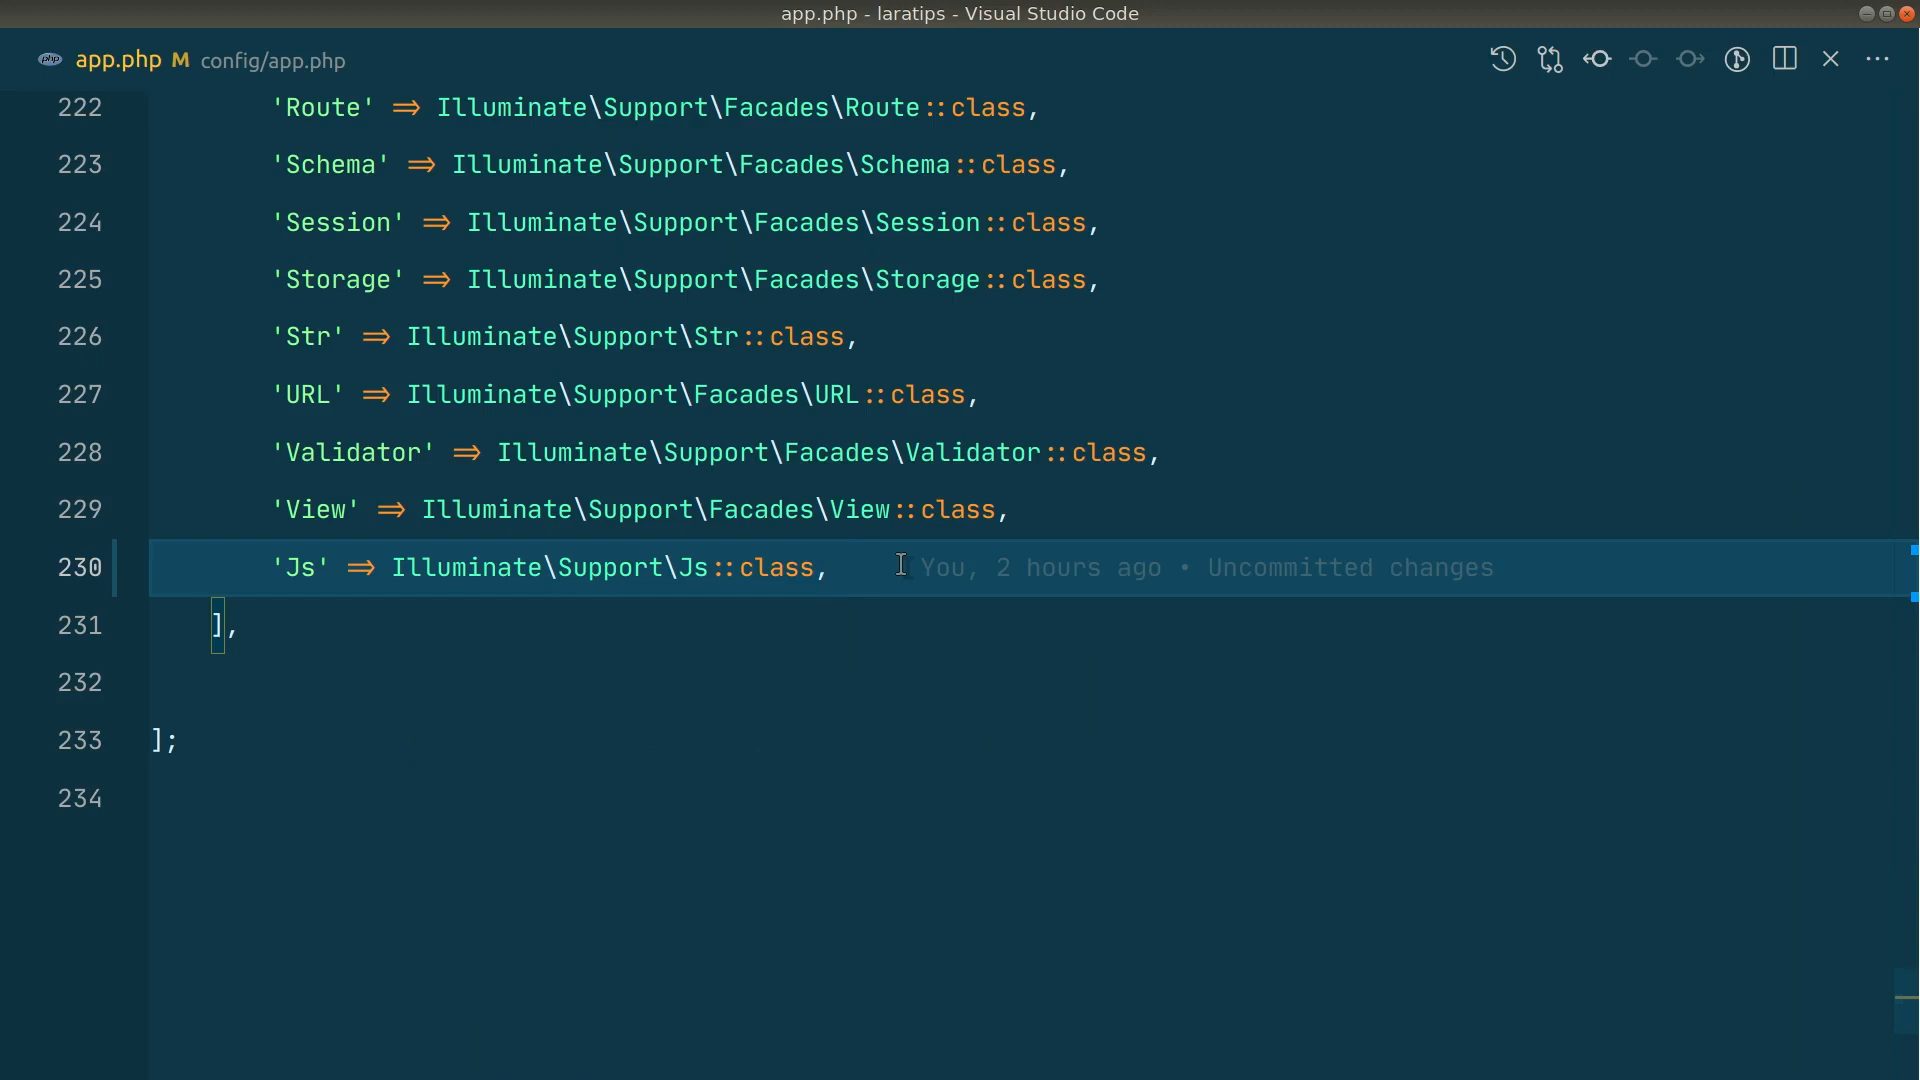 app.php - laratips - Visual Studio Code
php app.php M config/app.php
222 'Route' => Illuminate\Support\Facades\Route::class,
223 'Schema' => Illuminate\Support\Facades\Schema::class,
224 'Session' => Illuminate\Support\Facades\Session::class,
225 'Storage' => Illuminate\Support\Facades\Storage::class,
226 'Str' => Illuminate\Support\Str::class,
227 'URL' => Illuminate\Support\Facades\URL::class,
228 'Validator' => Illuminate\Support\Facades\Validator::class,
229 'View' => Illuminate\Support\Facades\View::class,
230 'Js' => Illuminate\Support\Js::class, You, 2 hours ago • Uncommitted changes
231 ],
232
233 ];
234